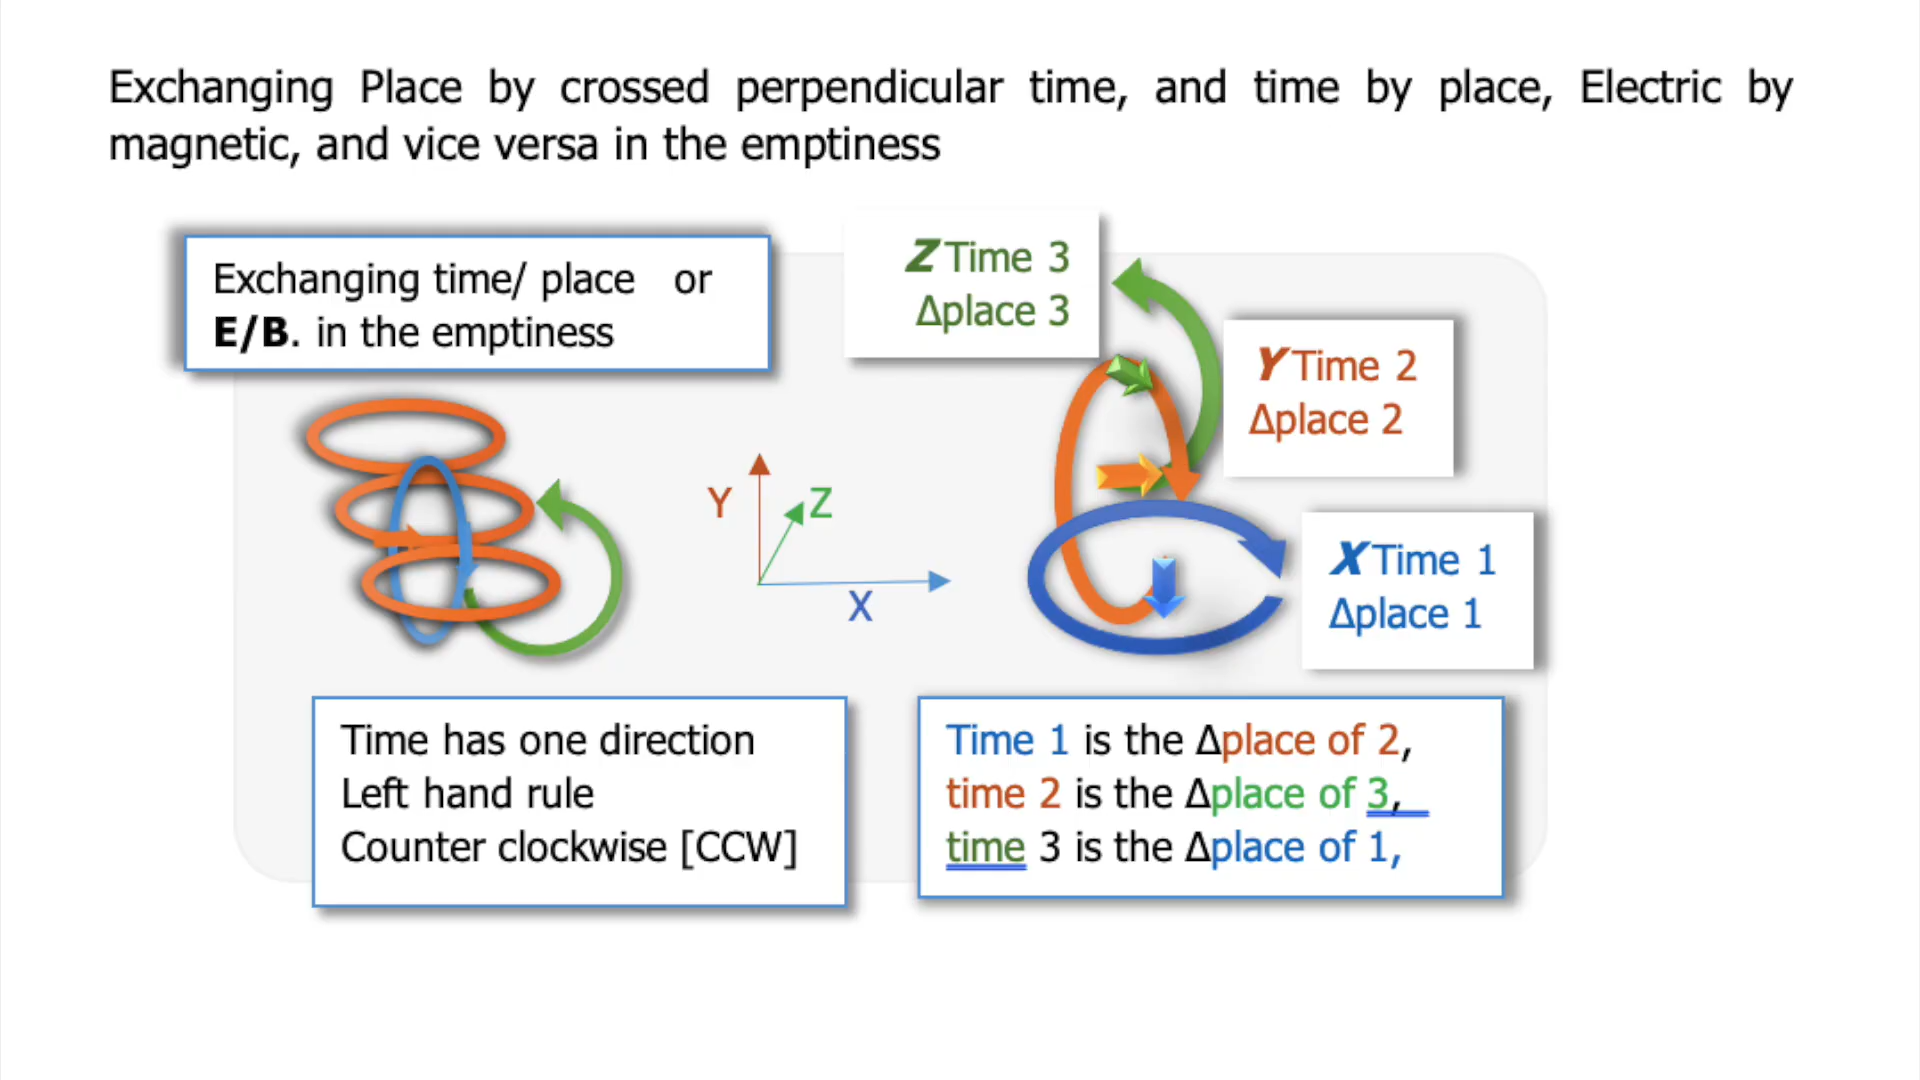 Exchanging Place by crossed perpendicular time, and time by place, Electric by
magnetic, and vice versa in the emptiness
Exchanging time/ place or
E/B. in the emptiness
Z Time 3
Δplace 3
Y Time 2
Δplace 2
Y
Z
X
X Time 1
Δplace 1
Time has one direction
Left hand rule
Counter clockwise [CCW]
Time 1 is the Δplace of 2,
time 2 is the Δplace of 3,
time 3 is the Δplace of 1,